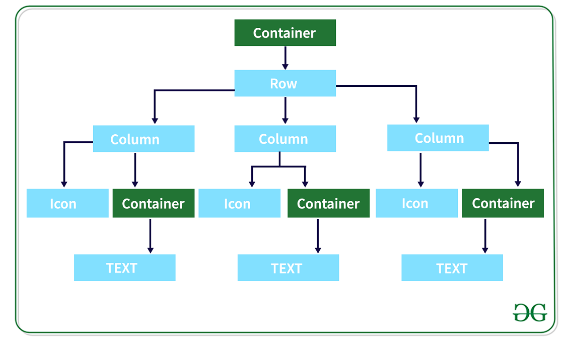 Container
Row
Column Column Column
Icon Container Icon Container Icon Container
TEXT TEXT TEXT
GG